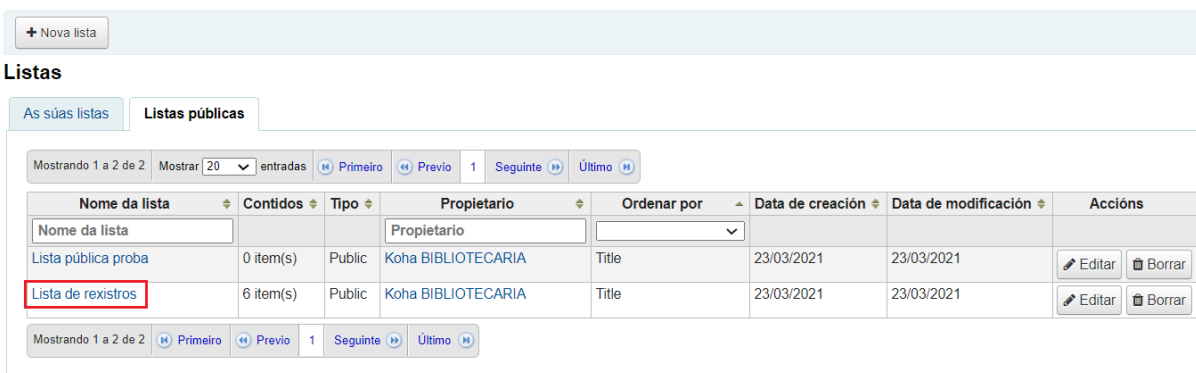 Nova lista
Listas
As súas listas Listas públicas
Mostrando 1 a 2 de 2 Mostrar 20 entradas Primeiro Previo 1 Seguinte Último
Nome da lista Contidos Tipo Propietario Ordenar por Data de creación Data de modificación Accións
Nome da lista Propietario
Lista pública proba 0 item(s) Public Koha BIBLIOTECARIA Title 23/03/2021 23/03/2021 Editar Borrar
Lista de rexistros 6 item(s) Public Koha BIBLIOTECARIA Title 23/03/2021 23/03/2021 Editar Borrar
Mostrando 1 a 2 de 2 Primeiro Previo 1 Seguinte Último